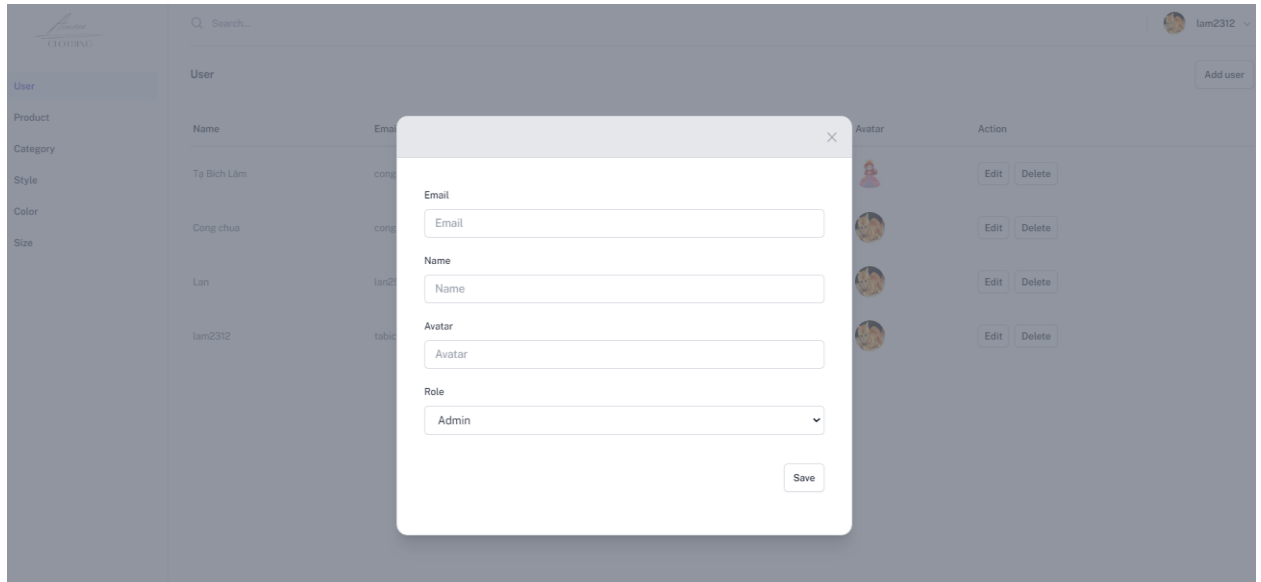 CLOTHING
Search...
lam2312
User
Product
Category
Style
Color
Size
User
Add user
Name
Avatar
Action
Tạ Bích Lâm
Edit Delete
Cong chua
Edit Delete
Lan
Edit Delete
lam2312
Edit Delete
Email
Email
Name
Name
Avatar
Avatar
Role
Admin
Save